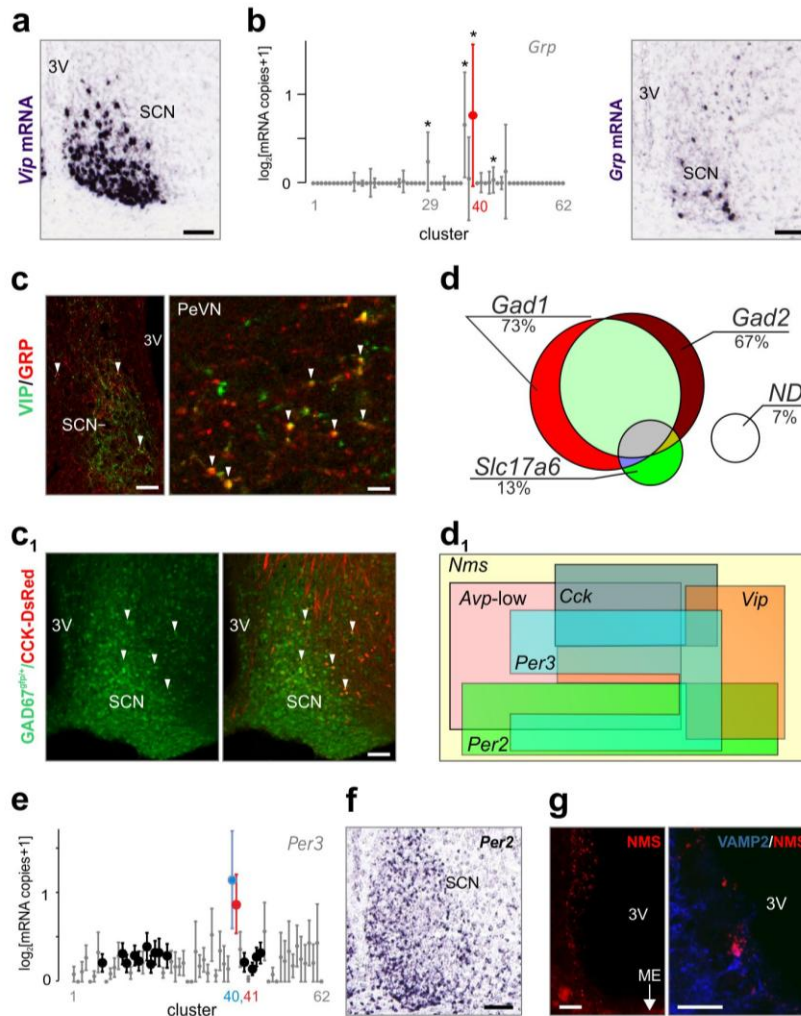 a
3V
SCN
Vip mRNA
b
Grp
log2[mRNA copies+1]
1
0
*
*
*
*
1
29
40
62
cluster
3V
SCN
Grp mRNA
c
VIP/GRP
3V
SCN
PeVN
d
Gad1
73%
Gad2
67%
ND
7%
Slc17a6
13%
c1
GAD67gfp/+/CCK-DsRed
3V
SCN
3V
SCN
d1
Nms
Avp-low
Cck
Vip
Per3
Per2
e
Per3
log2[mRNA copies+1]
1
0
1
40,41
62
cluster
f
Per2
SCN
g
NMS
3V
ME
VAMP2/NMS
3V